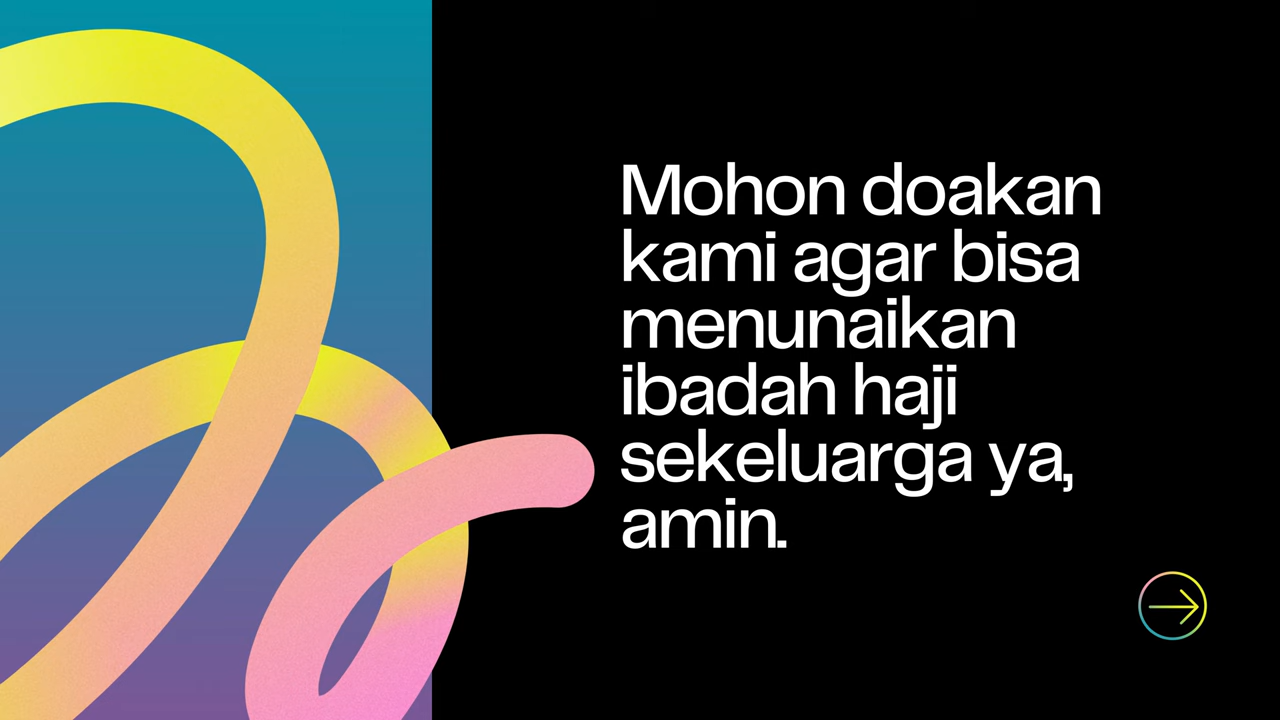 Mohon doakan
kami agar bisa
menunaikan
ibadah haji
sekeluarga ya,
amin.